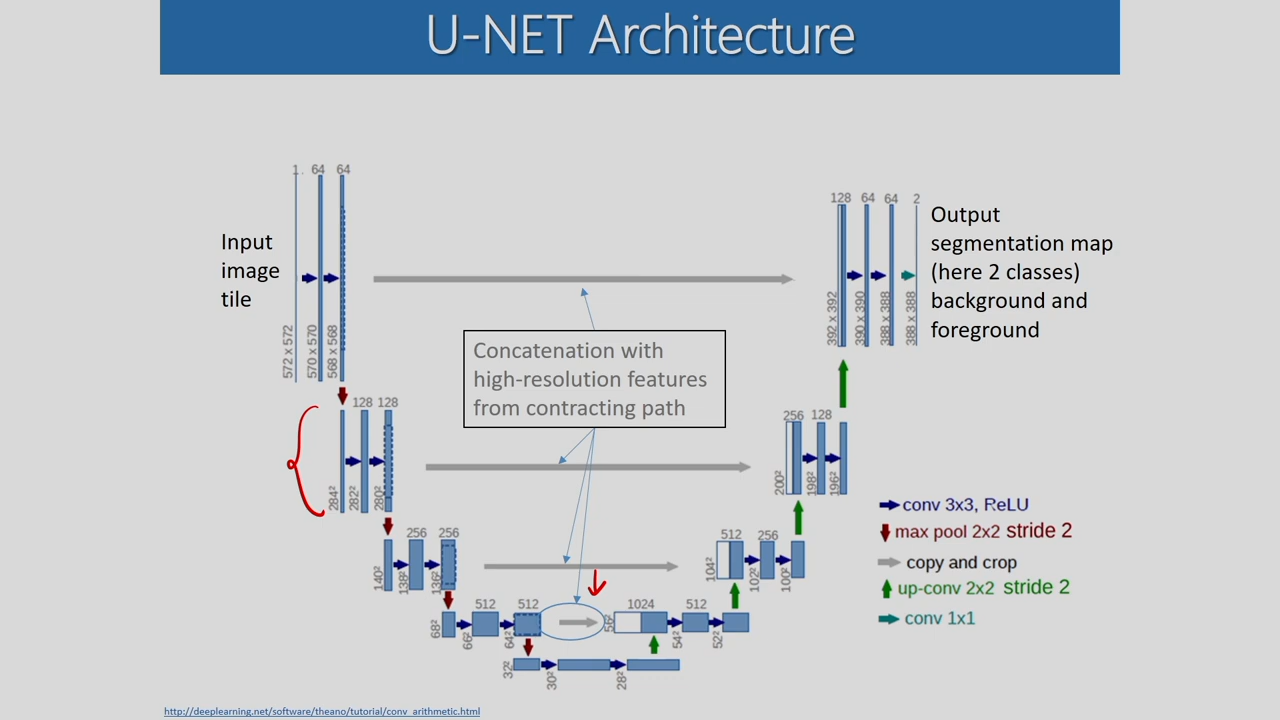 U-NET Architecture
1 64 64
128 64 64 2
Input
image
tile
Output
segmentation map
(here 2 classes)
background and
foreground
572 x 572
570 x 570
568 x 568
392 x 392
390 x 390
388 x 388
388 x 388
Concatenation with
high-resolution features
from contracting path
128 128
256 128
284²
282²
280²
200²
198²
196²
conv 3x3, ReLU
max pool 2x2 stride 2
copy and crop
up-conv 2x2 stride 2
conv 1x1
256 256
512 256
140²
138²
136²
104²
102²
100²
512 512
1024 512
68²
66²
64²
56²
54²
52²
32²
30²
28²
http://deeplearning.net/software/theano/tutorial/conv_arithmetic.html